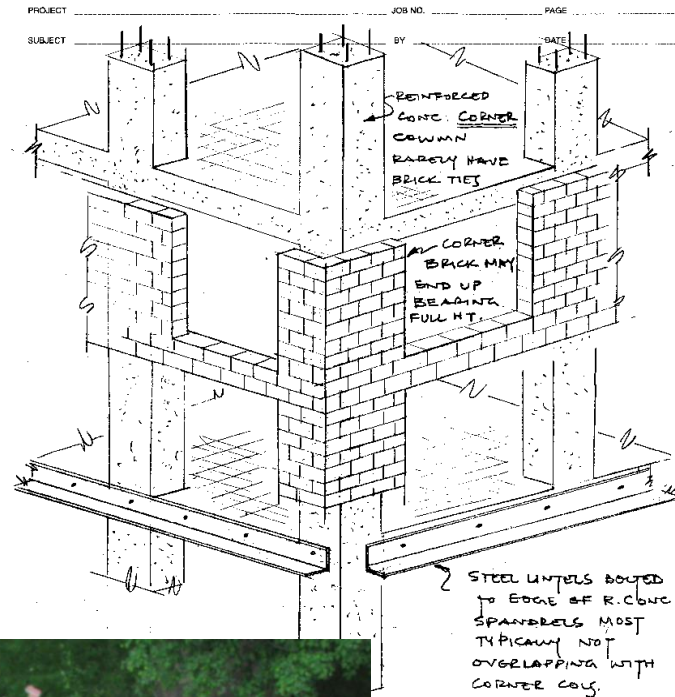 PROJECT JOB NO. PAGE
SUBJECT BY DATE
REINFORCED
CONC. CORNER
COLUMN
RARELY HAVE
BRICK TIES
CORNER
BRICK MAY
END UP
BEARING
FULL HT.
STEEL LINTELS BOLTED
TO EDGE OF R. CONC
SPANDRELS MOST
TYPICALLY NOT
OVERLAPPING WITH
CORNER COLS.